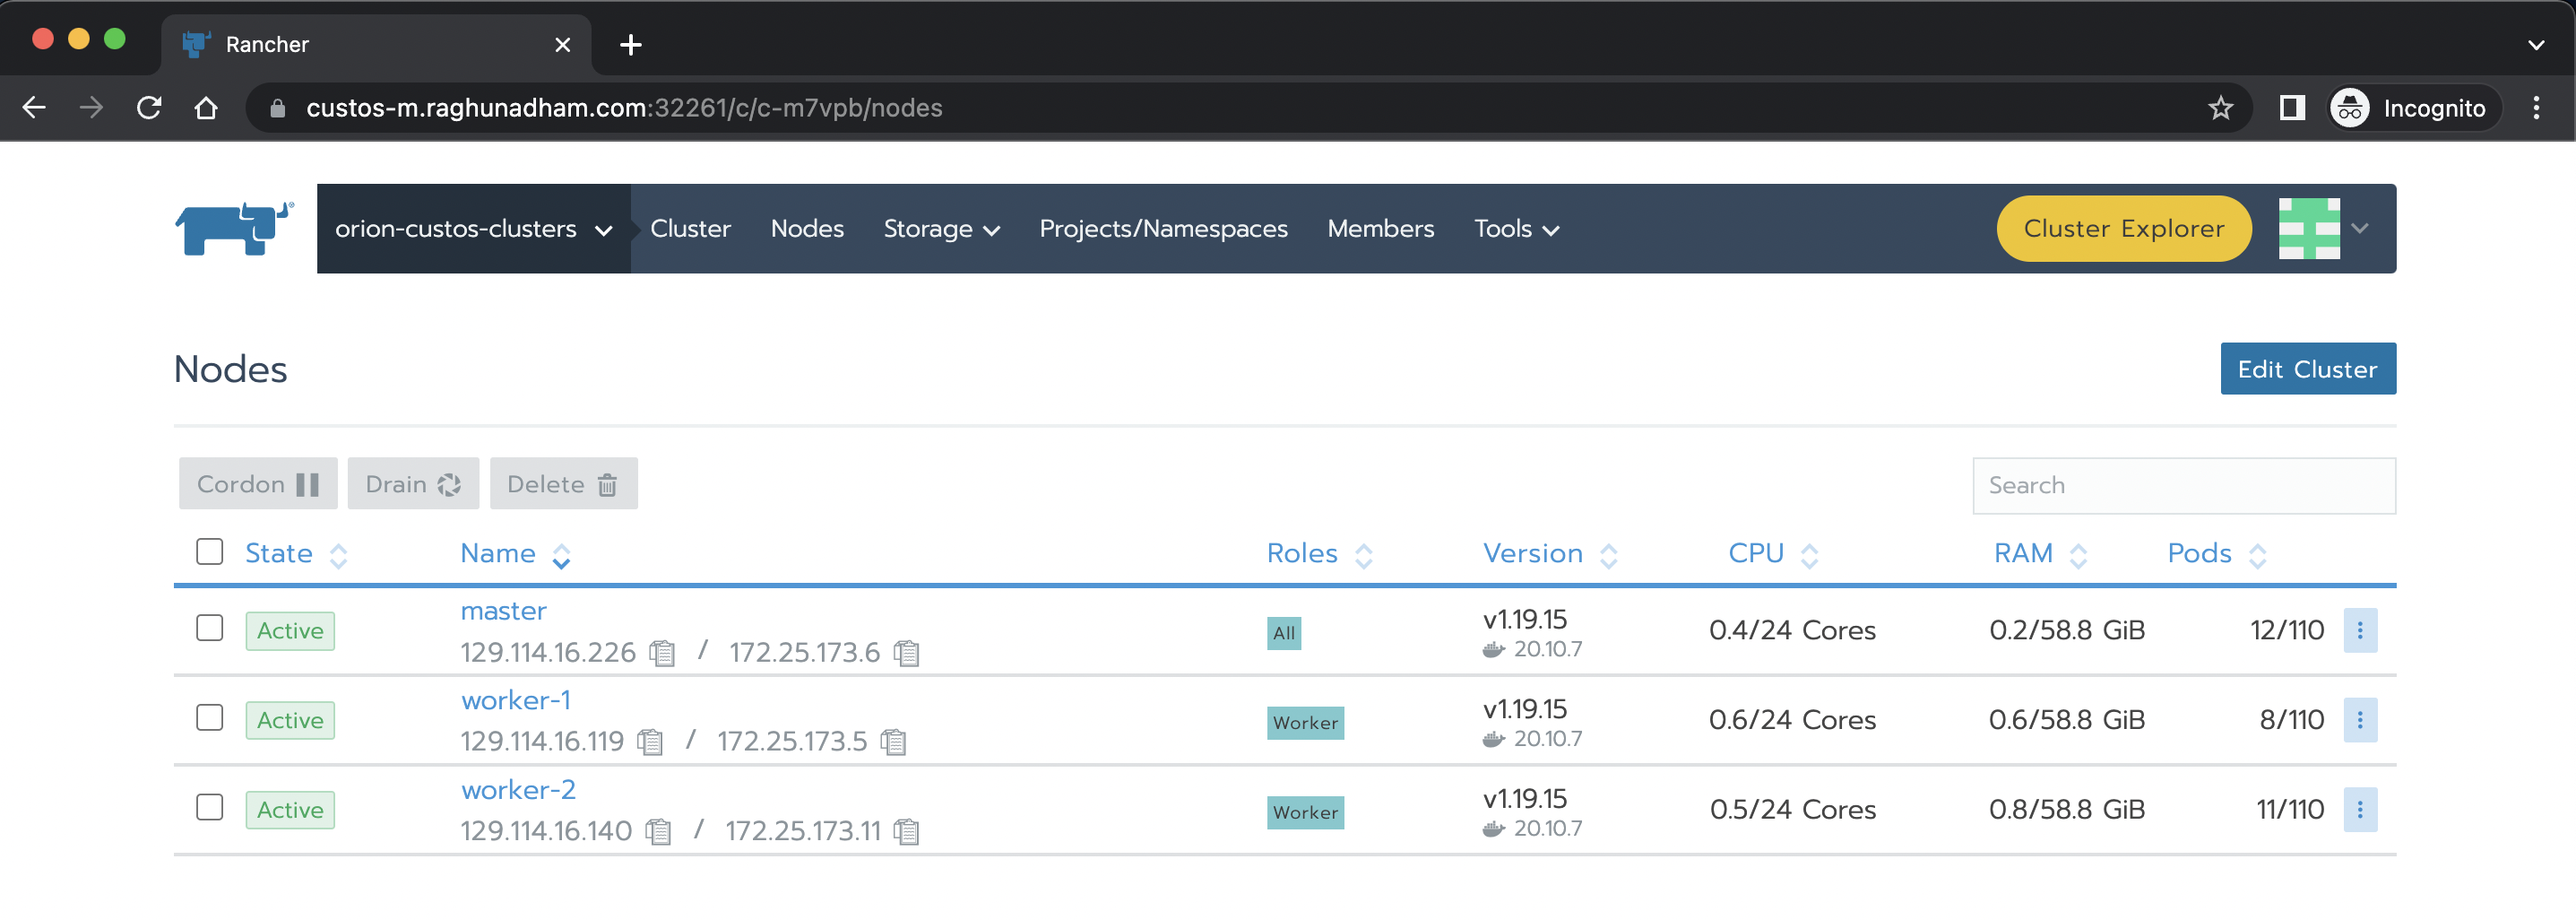 Rancher
custos-m.raghunadham.com:32261/c/c-m7vpb/nodes
Incognito
orion-custos-clusters Cluster Nodes Storage Projects/Namespaces Members Tools Cluster Explorer
Nodes
Edit Cluster
Cordon Drain Delete
Search
State Name Roles Version CPU RAM Pods
Active master All v1.19.15 0.4/24 Cores 0.2/58.8 GiB 12/110
129.114.16.226 / 172.25.173.6 20.10.7
Active worker-1 Worker v1.19.15 0.6/24 Cores 0.6/58.8 GiB 8/110
129.114.16.119 / 172.25.173.5 20.10.7
Active worker-2 Worker v1.19.15 0.5/24 Cores 0.8/58.8 GiB 11/110
129.114.16.140 / 172.25.173.11 20.10.7